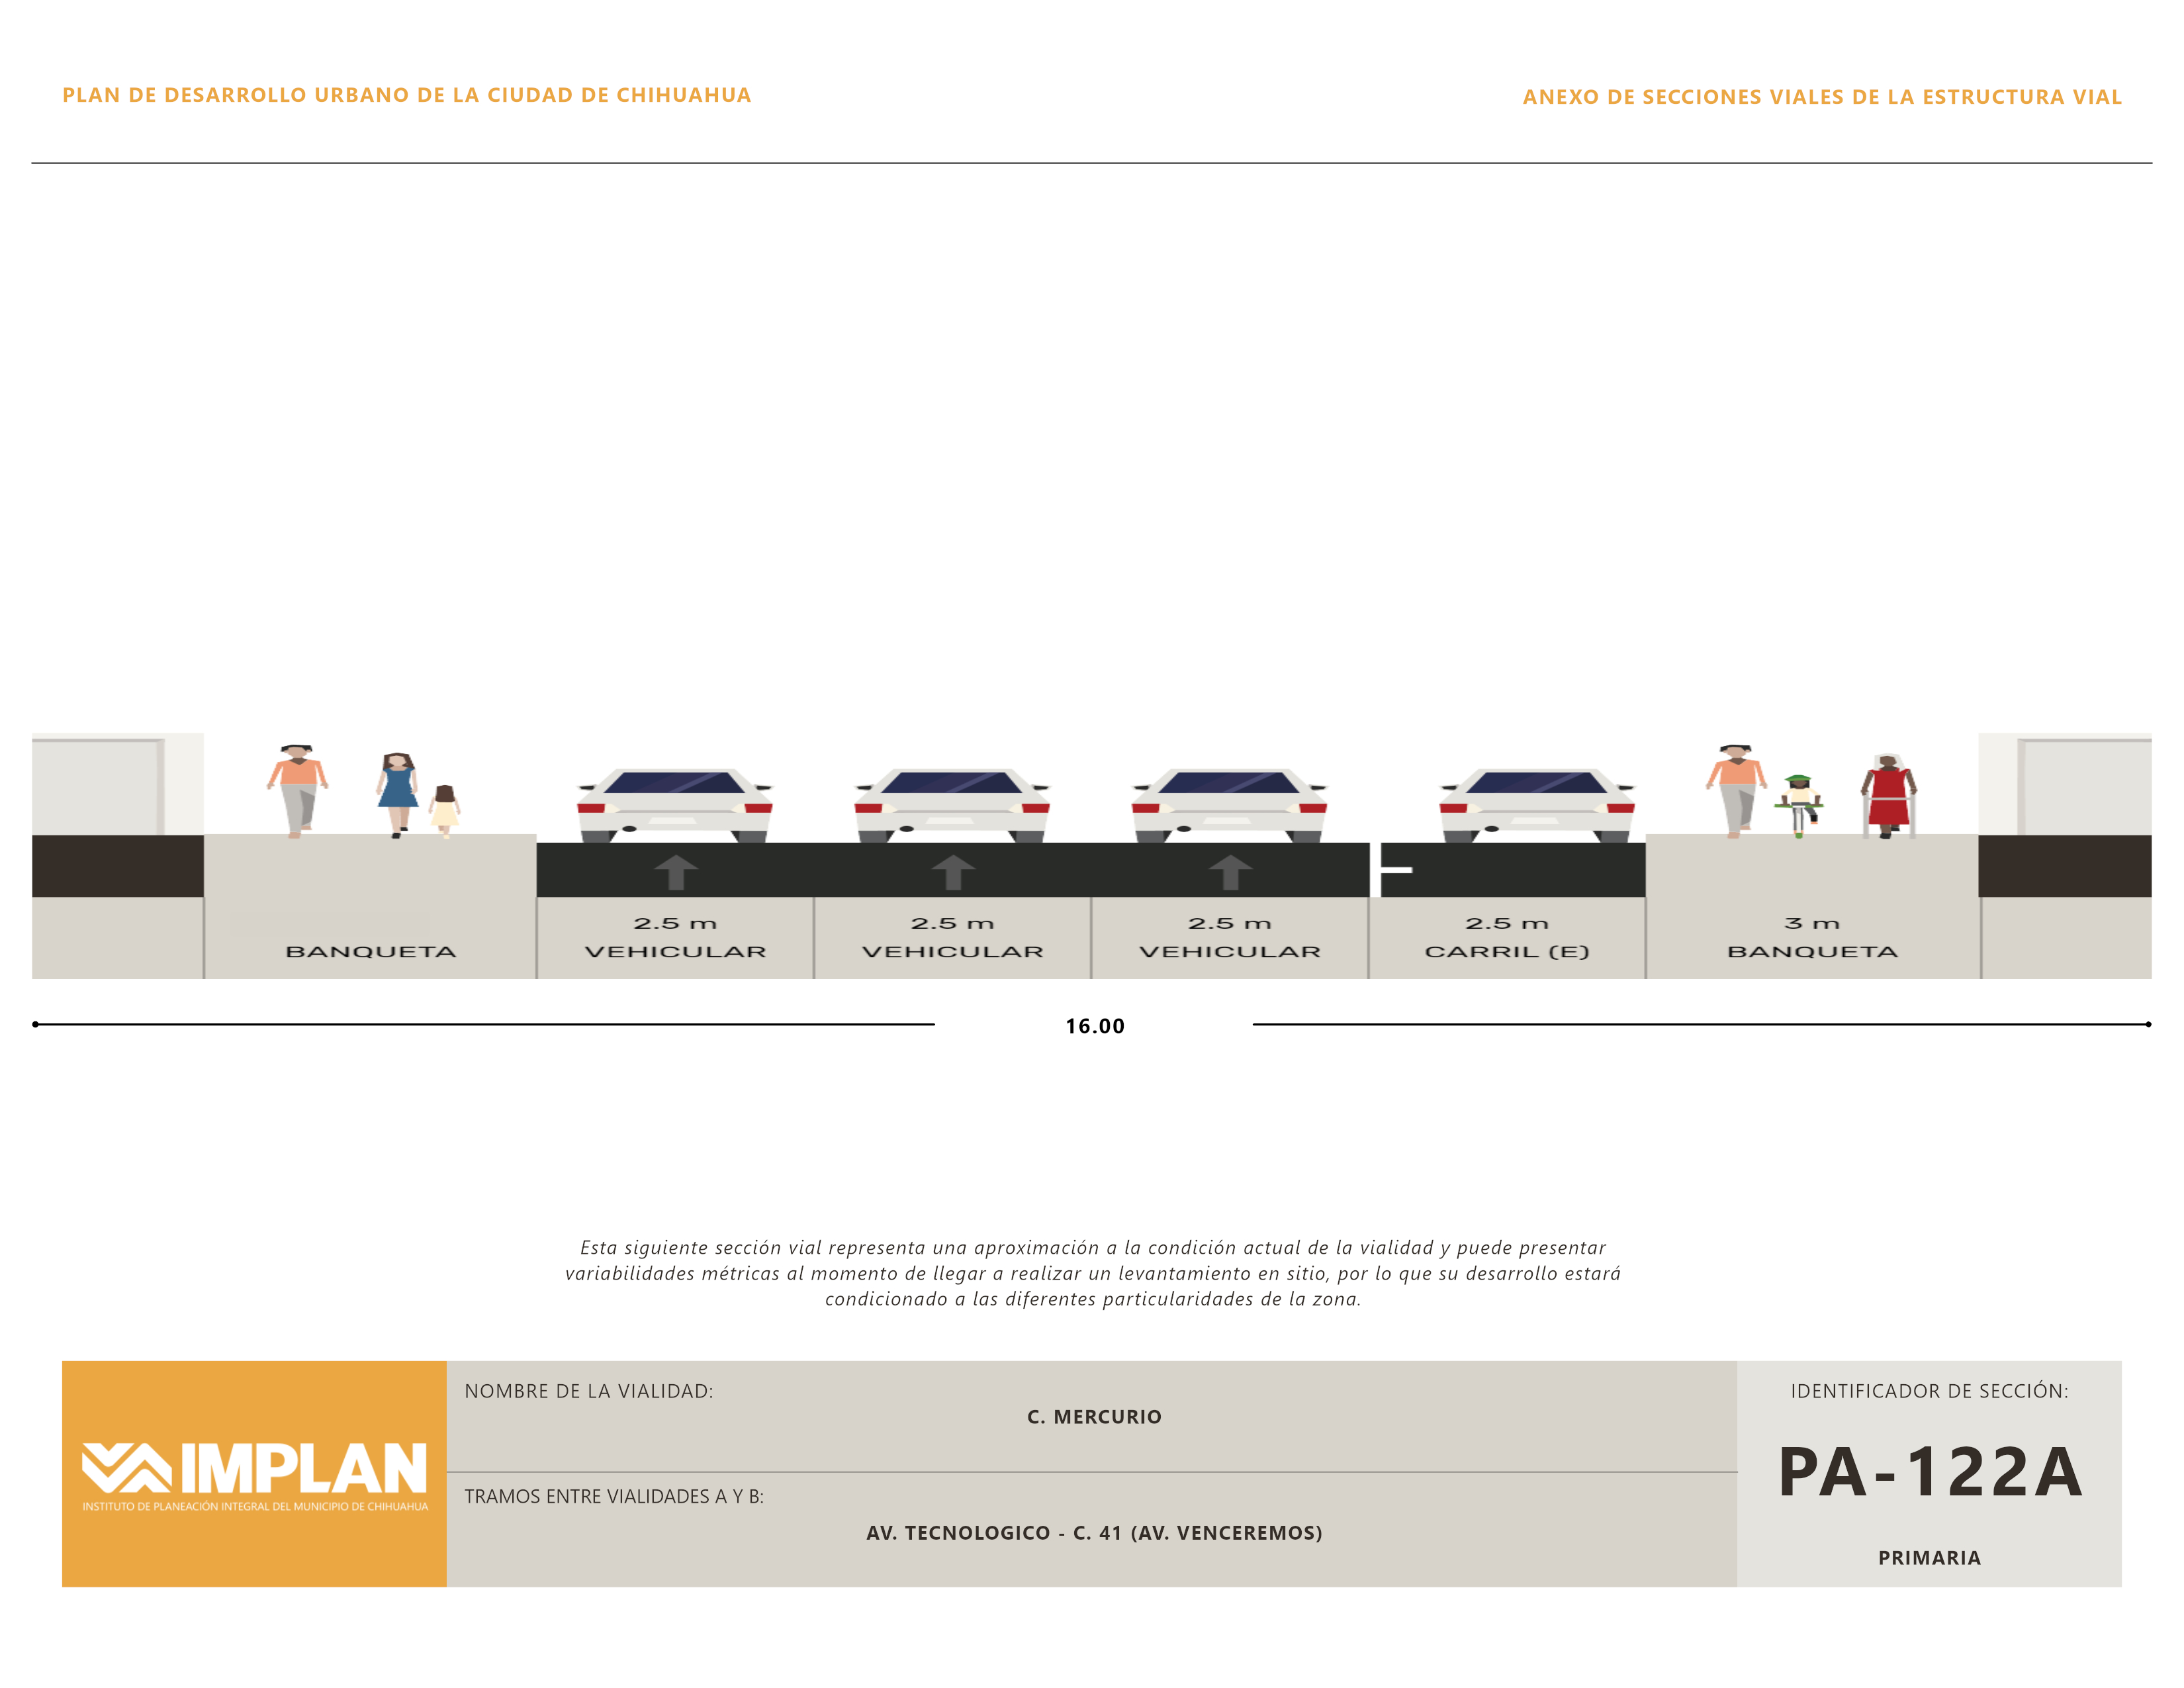 PLAN DE DESARROLLO URBANO DE LA CIUDAD DE CHIHUAHUA
ANEXO DE SECCIONES VIALES DE LA ESTRUCTURA VIAL
BANQUETA
2.5 m
VEHICULAR
2.5 m
VEHICULAR
2.5 m
VEHICULAR
2.5 m
CARRIL (E)
3 m
BANQUETA
16.00
Esta siguiente sección vial representa una aproximación a la condición actual de la vialidad y puede presentar
variabilidades métricas al momento de llegar a realizar un levantamiento en sitio, por lo que su desarrollo estará
condicionado a las diferentes particularidades de la zona.
IMPLAN
INSTITUTO DE PLANEACIÓN INTEGRAL DEL MUNICIPIO DE CHIHUAHUA
NOMBRE DE LA VIALIDAD:
C. MERCURIO
TRAMOS ENTRE VIALIDADES A Y B:
AV. TECNOLOGICO - C. 41 (AV. VENCEREMOS)
IDENTIFICADOR DE SECCIÓN:
PA-122A
PRIMARIA